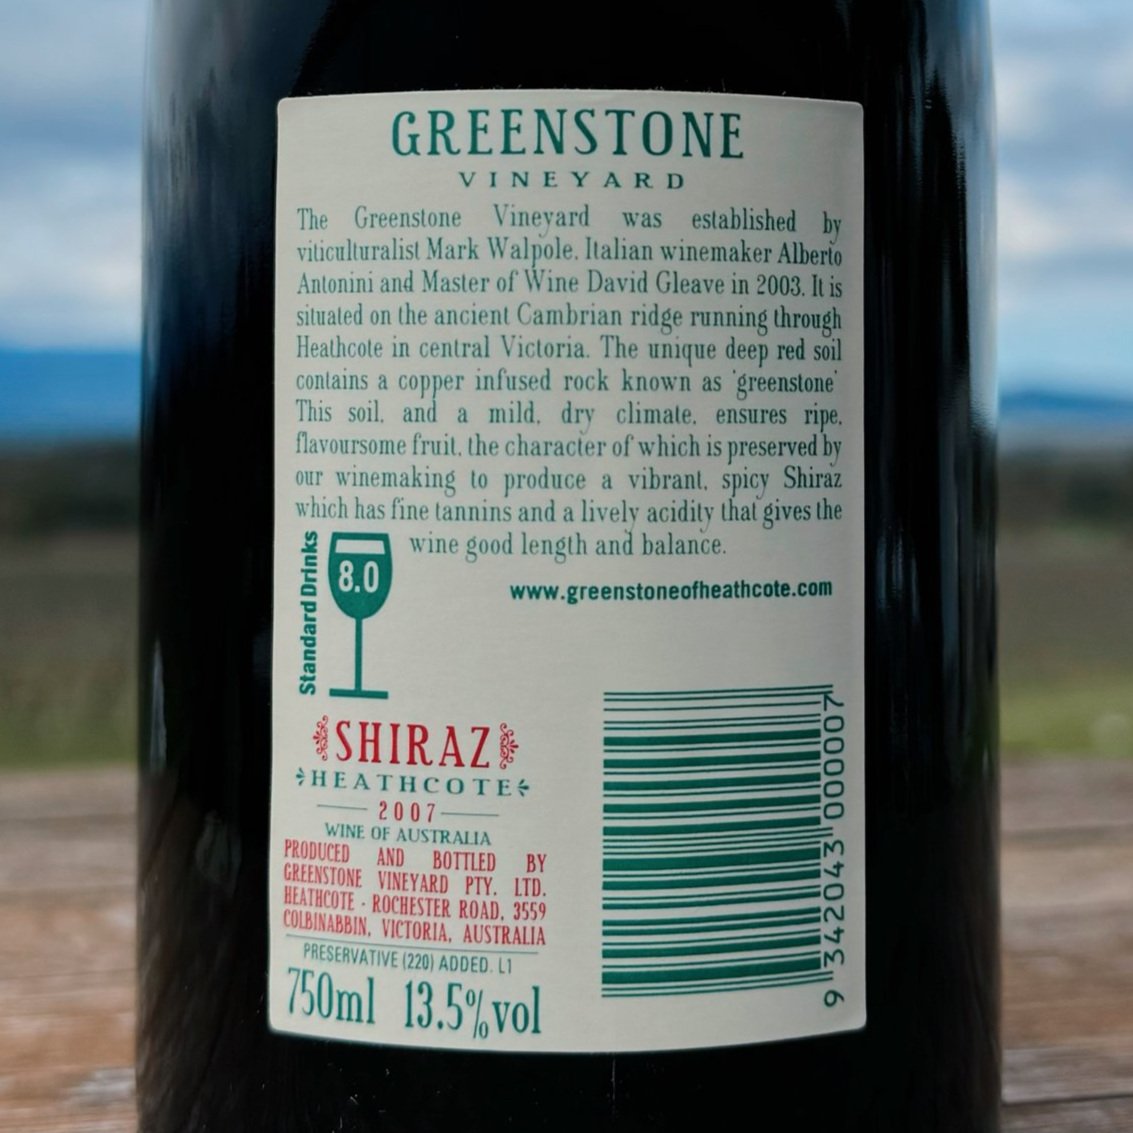 GREENSTONE
VINEYARD
The Greenstone Vineyard was established by
viticulturalist Mark Walpole, Italian winemaker Alberto
Antonini and Master of Wine David Gleave in 2003. It is
situated on the ancient Cambrian ridge running through
Heathcote in central Victoria. The unique deep red soil
contains a copper infused rock known as 'greenstone'
This soil, and a mild, dry climate, ensures ripe,
flavoursome fruit, the character of which is preserved by
our winemaking to produce a vibrant, spicy Shiraz
which has fine tannins and a lively acidity that gives the
wine good length and balance.
Standard Drinks
8.0
www.greenstoneofheathcote.com
SHIRAZ
HEATHCOTE
2007
WINE OF AUSTRALIA
PRODUCED AND BOTTLED BY
GREENSTONE VINEYARD PTY. LTD.
HEATHCOTE - ROCHESTER ROAD, 3559
COLBINABBIN, VICTORIA, AUSTRALIA
PRESERVATIVE (220) ADDED. L1
750ml 13.5%vol
9 342043 000007